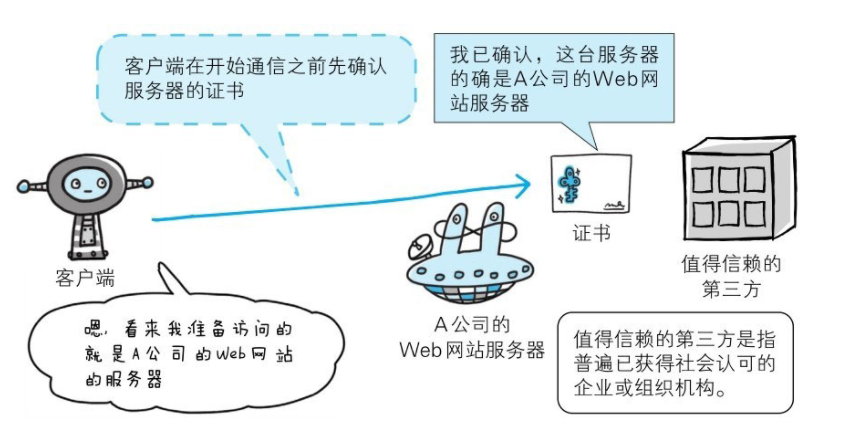 客户端在开始通信之前先确认
服务器的证书
我已确认，这台服务器
的确是A公司的Web网
站服务器
证书
值得信赖的
第三方
客户端
A公司的
Web网站服务器
嗯，看来我准备访问的
就是A公司的Web网站
的服务器
值得信赖的第三方是指
普遍已获得社会认可的
企业或组织机构。